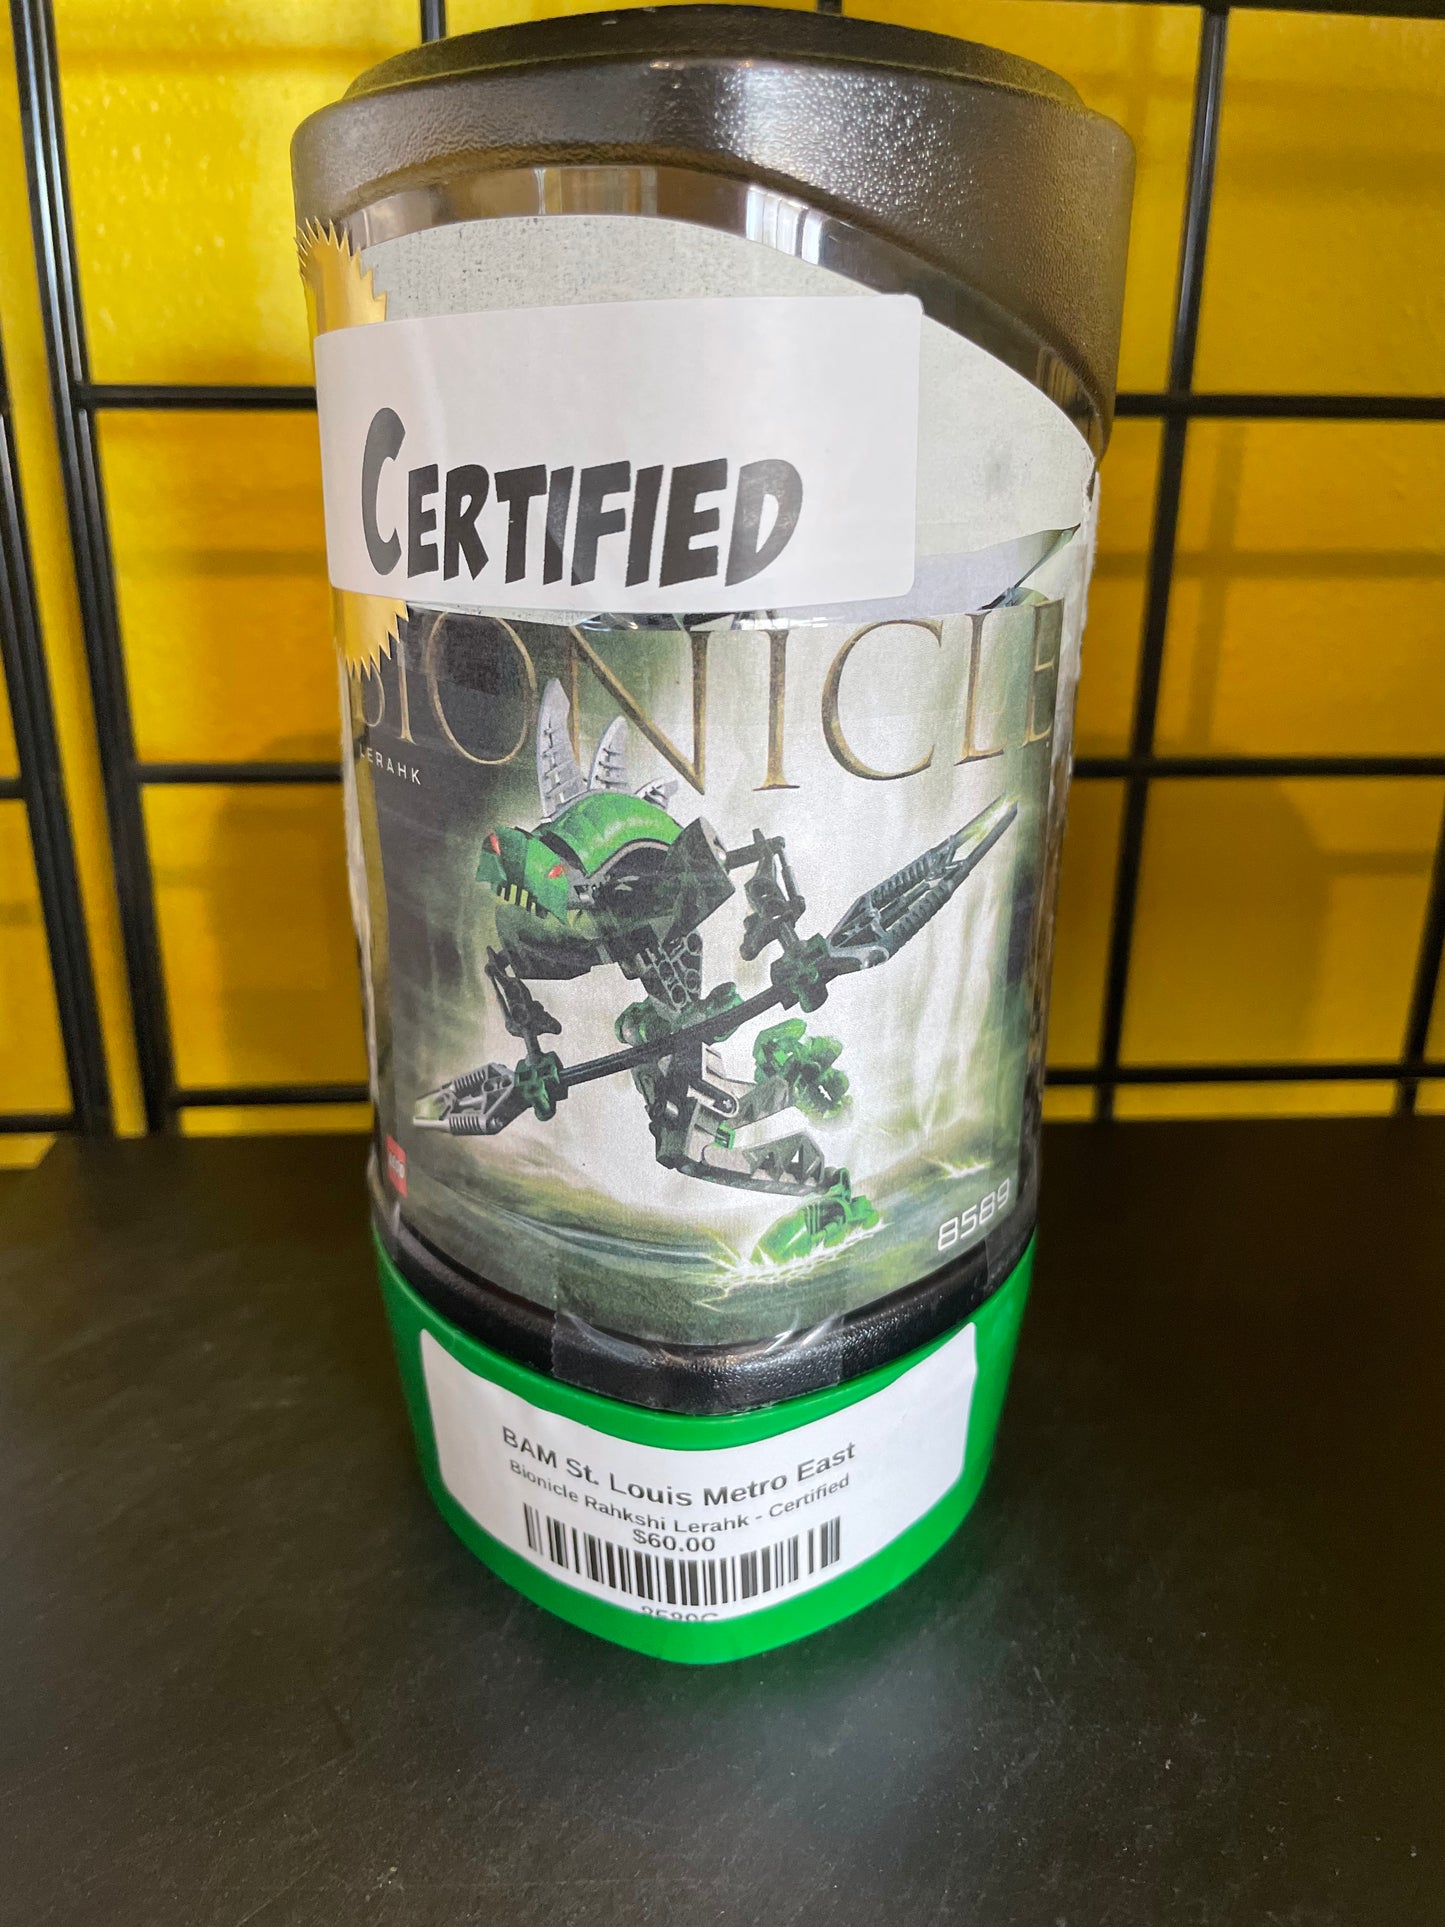 CERTIFIED
BIONICLE
LERAHK
8589
BAM St. Louis Metro East
Bionicle Rahkshi Lerahk - Certified
$60.00